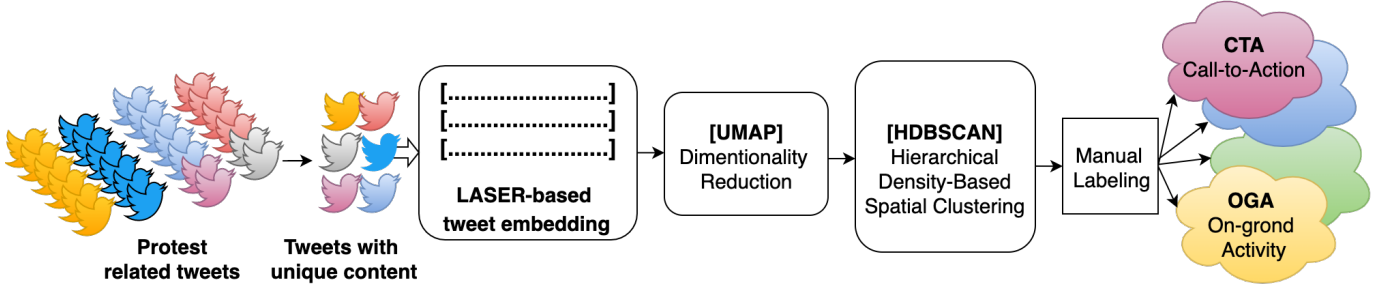 Protest
related tweets
Tweets with
unique content
[........................]
[........................]
[........................]
LASER-based
tweet embedding
[UMAP]
Dimentionality
Reduction
[HDBSCAN]
Hierarchical
Density-Based
Spatial Clustering
Manual
Labeling
CTA
Call-to-Action
OGA
On-grond
Activity